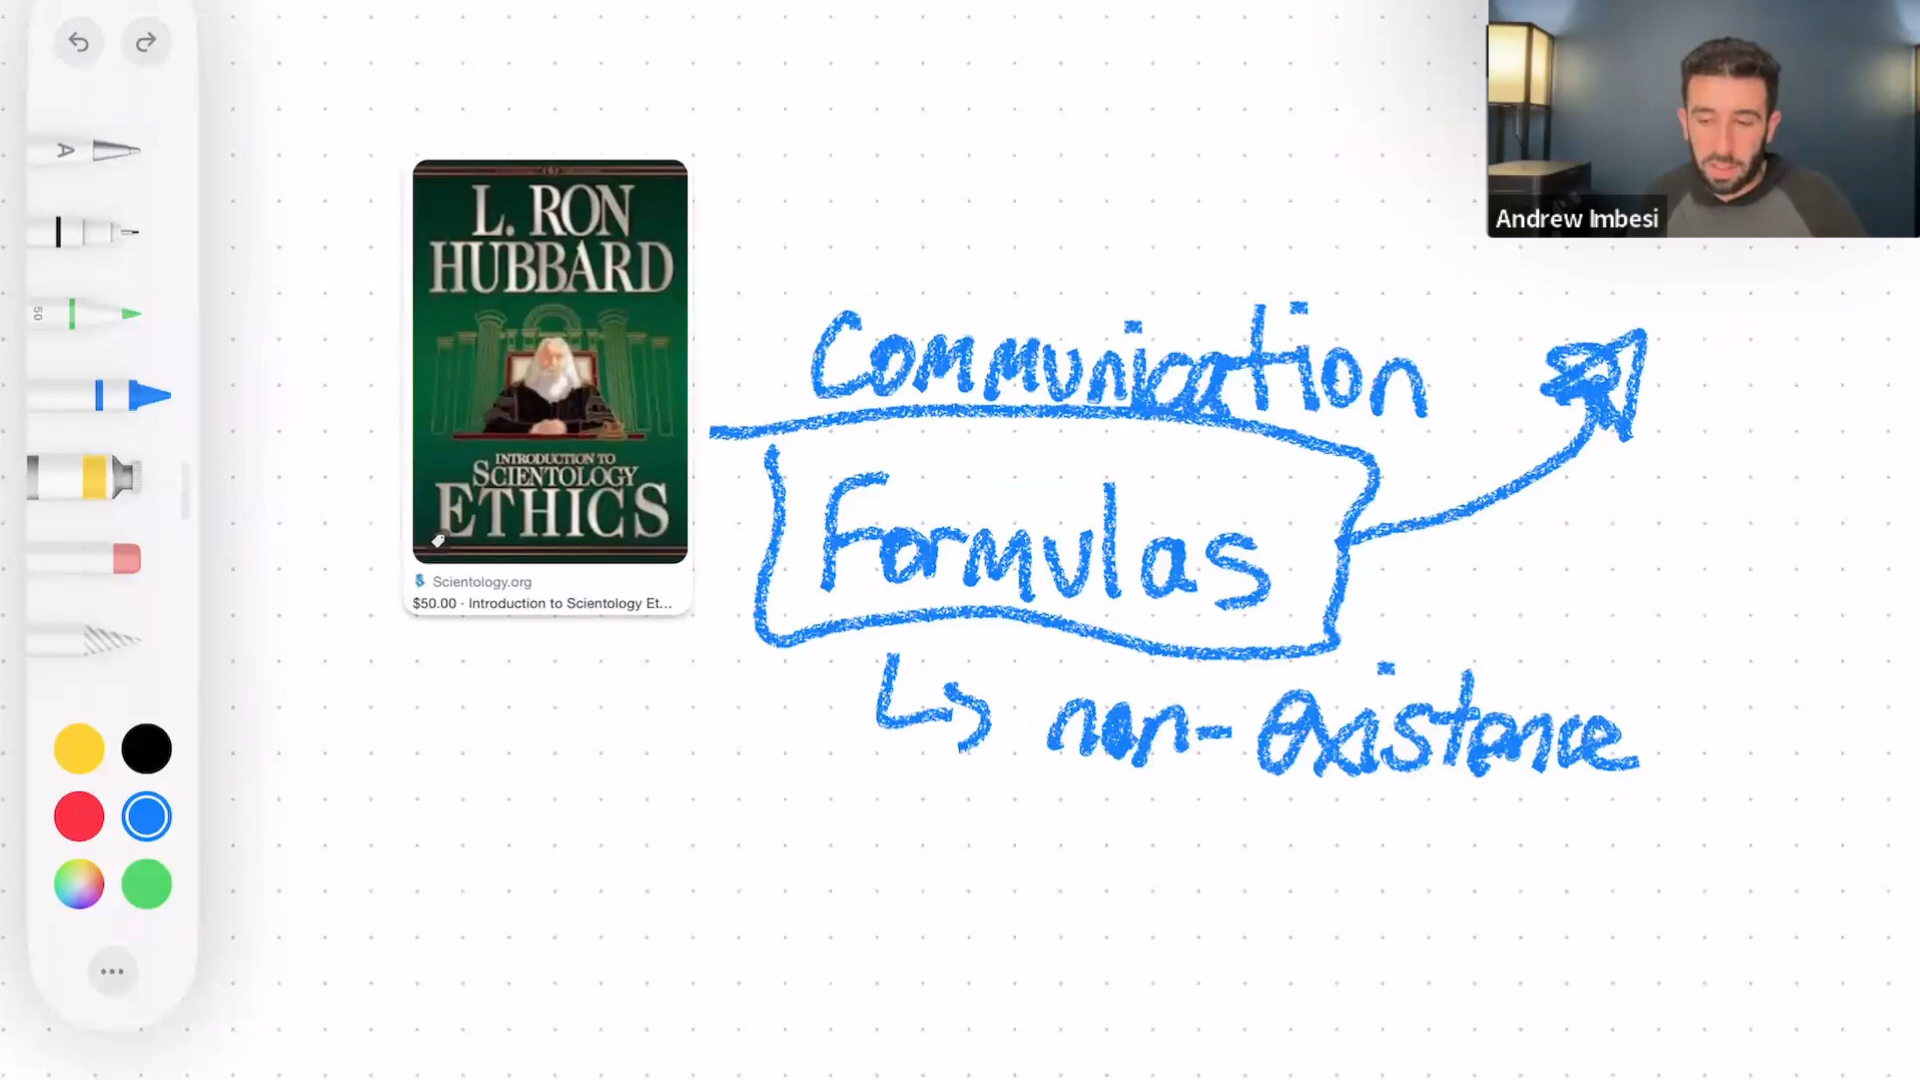 A
50
L. RON
HUBBARD
INTRODUCTION TO
SCIENTOLOGY
ETHICS
Scientology.org
$50.00 · Introduction to Scientology Et...
Communication
Formulas
non-existence
Andrew Imbesi